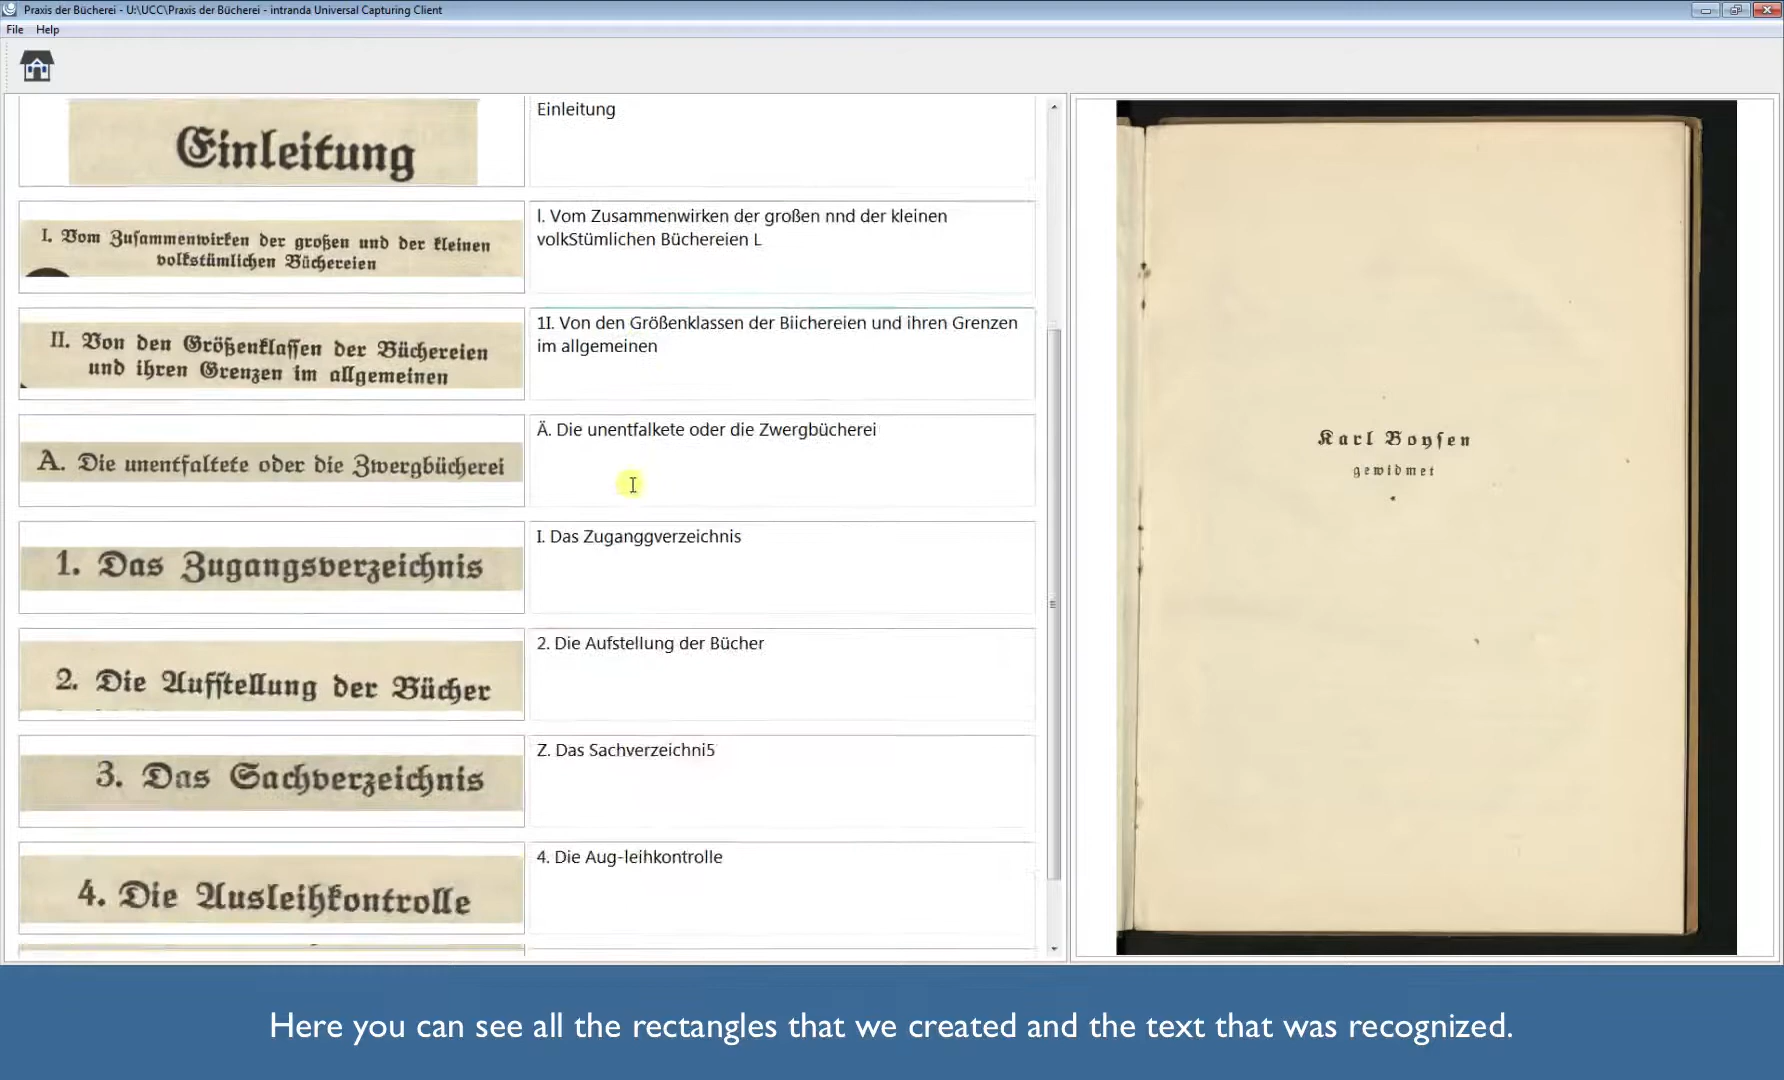 Praxis der Bücherei - U:\UCC\Praxis der Bücherei - intranda Universal Capturing Client
File Help
Einleitung
Einleitung
I. Vom Zusammenwirken der großen und der kleinen
volkstümlichen Büchereien
l. Vom Zusammenwirken der großen nnd der kleinen
volkStümlichen Büchereien L
II. Von den Größenklassen der Büchereien
und ihren Grenzen im allgemeinen
1I. Von den Größenklassen der Biichereien und ihren Grenzen
im allgemeinen
A. Die unentfaltete oder die Zwergbücherei
Ä. Die unentfalkete oder die Zwergbücherei
1. Das Zugangsverzeichnis
I. Das Zuganggverzeichnis
2. Die Aufstellung der Bücher
2. Die Aufstellung der Bücher
3. Das Sachverzeichnis
Z. Das Sachverzeichni5
4. Die Ausleihkontrolle
4. Die Aug-leihkontrolle
Karl Boysen
gewidmet
Here you can see all the rectangles that we created and the text that was recognized.